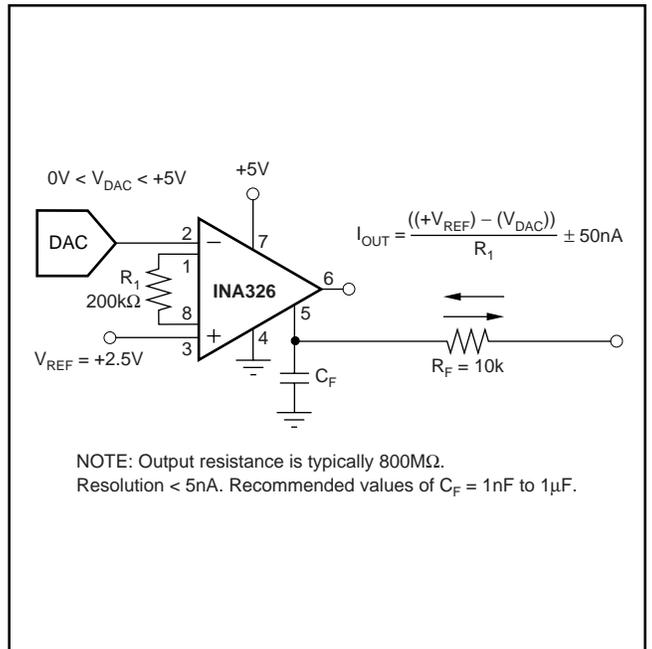 +5V
0V < V_DAC < +5V
DAC
2
−
7
1
R_1
200kΩ
INA326
6
8
5
+
4
3
V_REF = +2.5V
I_OUT = ((+V_REF) − (V_DAC)) / R_1 ± 50nA
R_F = 10k
C_F
NOTE: Output resistance is typically 800MΩ.
Resolution < 5nA. Recommended values of C_F = 1nF to 1μF.